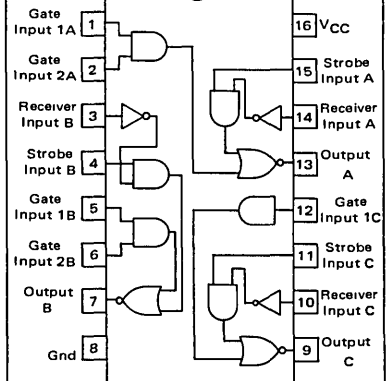 Gate
Input 1A
1
Gate
Input 2A
2
Receiver
Input B
3
Strobe
Input B
4
Gate
Input 1B
5
Gate
Input 2B
6
Output
B
7
Gnd
8
16
VCC
15
Strobe
Input A
14
Receiver
Input A
13
Output
A
12
Gate
Input 1C
11
Strobe
Input C
10
Receiver
Input C
9
Output
C